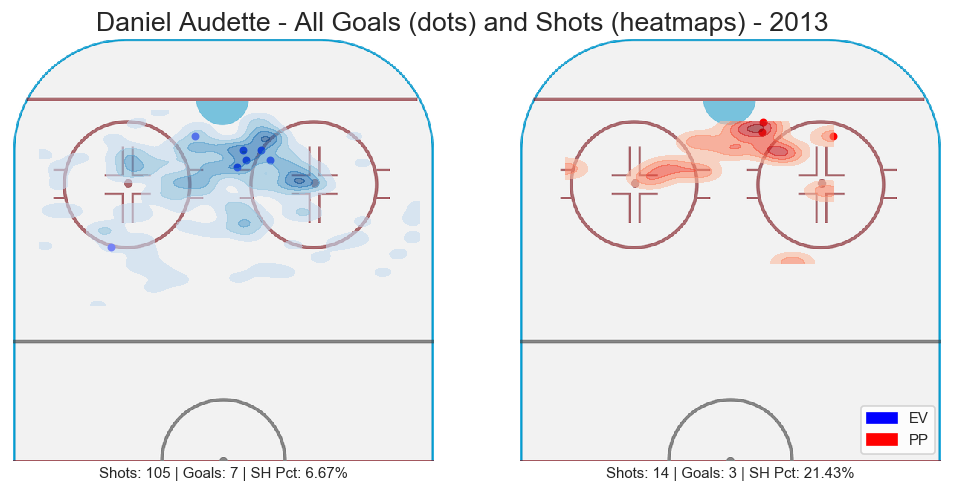 Daniel Audette - All Goals (dots) and Shots (heatmaps) - 2013
EV
PP
Shots: 105 | Goals: 7 | SH Pct: 6.67%
Shots: 14 | Goals: 3 | SH Pct: 21.43%